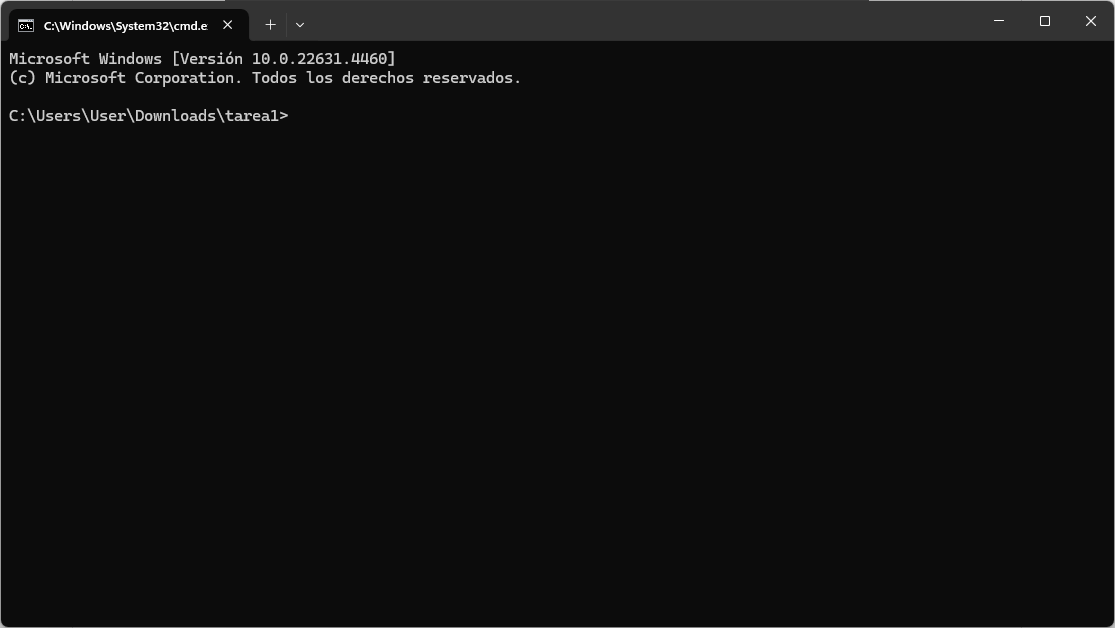 C:\Windows\System32\cmd.e
Microsoft Windows [Versión 10.0.22631.4460]
(c) Microsoft Corporation. Todos los derechos reservados.
C:\Users\User\Downloads\tarea1>